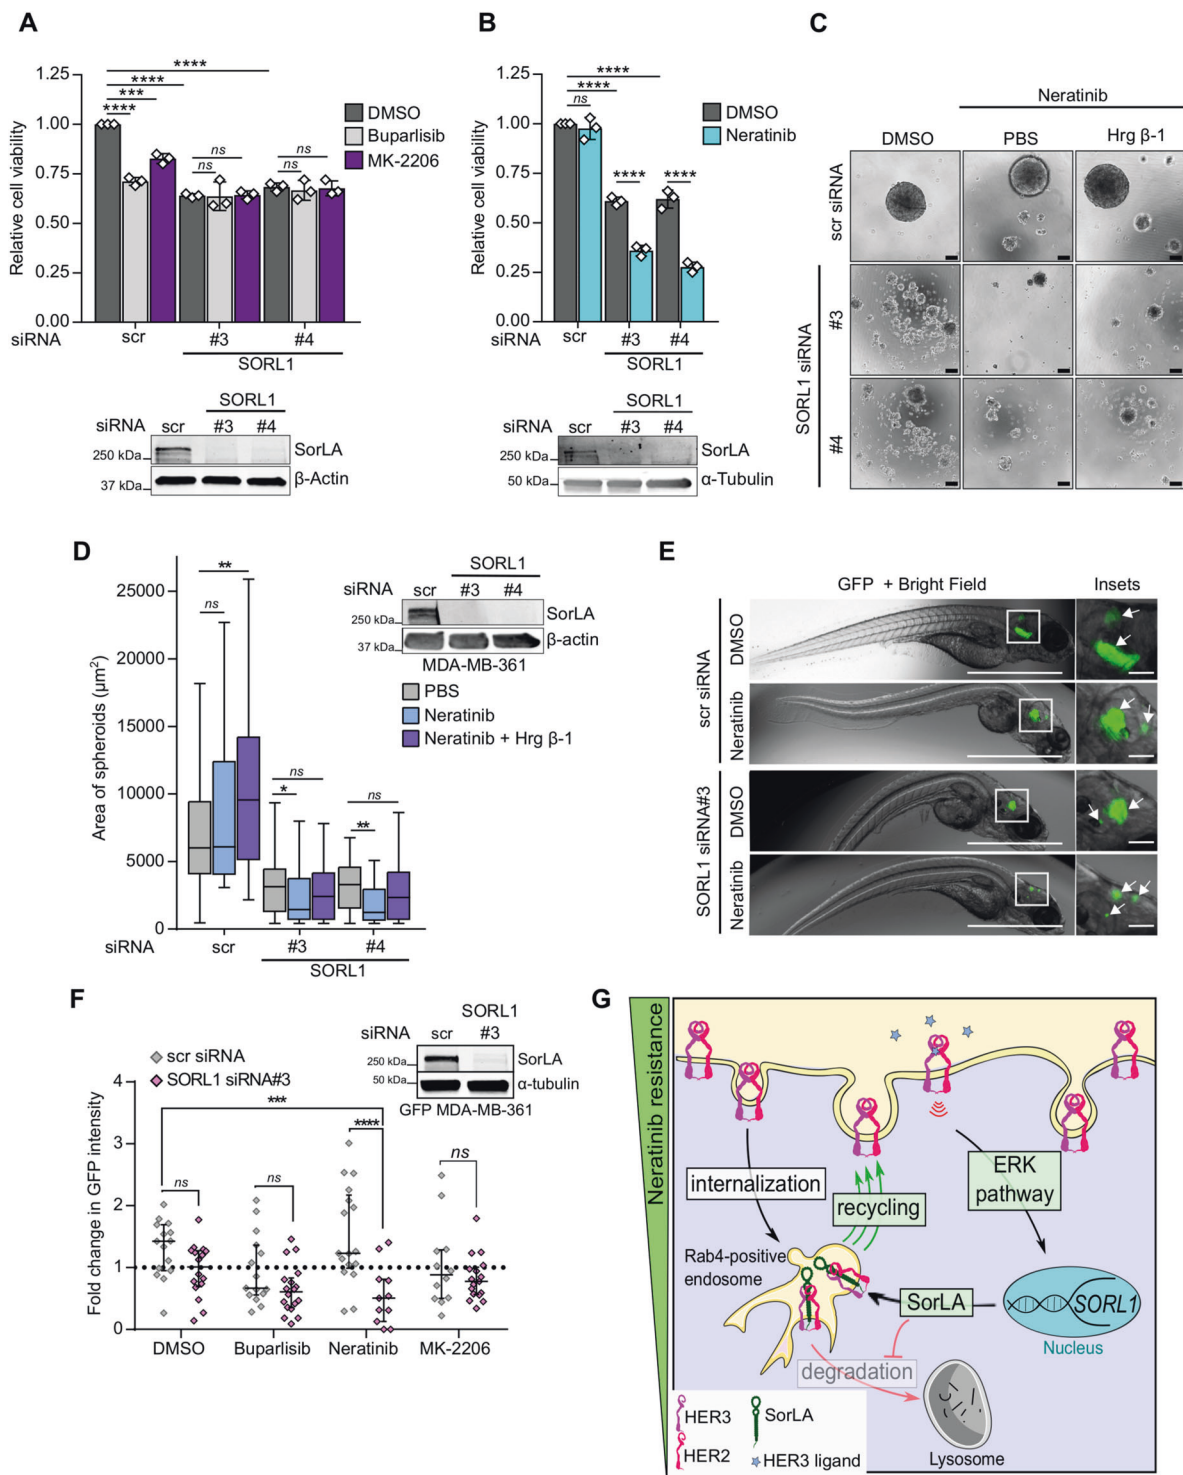 A
Relative cell viability
1.25
1.00
0.75
0.50
0.25
0.00
****
****
***
****
ns
ns
ns
ns
DMSO
Buparlisib
MK-2206
siRNA
scr
#3
#4
SORL1
SORL1
siRNA
scr
#3
#4
250 kDa
SorLA
37 kDa
β-Actin
B
Relative cell viability
1.25
1.00
0.75
0.50
0.25
0.00
****
****
ns
****
****
DMSO
Neratinib
siRNA
scr
#3
#4
SORL1
SORL1
siRNA
scr
#3
#4
250 kDa
SorLA
50 kDa
α-Tubulin
C
Neratinib
DMSO
PBS
Hrg β-1
scr siRNA
SORL1 siRNA
#3
#4
D
Area of spheroids (µm²)
25000
20000
15000
10000
5000
0
**
ns
ns
*
ns
**
SORL1
siRNA
scr
#3
#4
250 kDa
SorLA
37 kDa
β-actin
MDA-MB-361
PBS
Neratinib
Neratinib + Hrg β-1
siRNA
scr
#3
#4
SORL1
E
GFP + Bright Field
Insets
scr siRNA
DMSO
Neratinib
SORL1 siRNA#3
DMSO
Neratinib
F
SORL1
siRNA
scr
#3
250 kDa
SorLA
50 kDa
α-tubulin
GFP MDA-MB-361
scr siRNA
SORL1 siRNA#3
Fold change in GFP intensity
4
3
2
1
0
***
****
ns
ns
ns
DMSO
Buparlisib
Neratinib
MK-2206
G
Neratinib resistance
internalization
recycling
ERK
pathway
Rab4-positive
endosome
SorLA
SORL1
Nucleus
degradation
Lysosome
HER3
HER2
SorLA
HER3 ligand